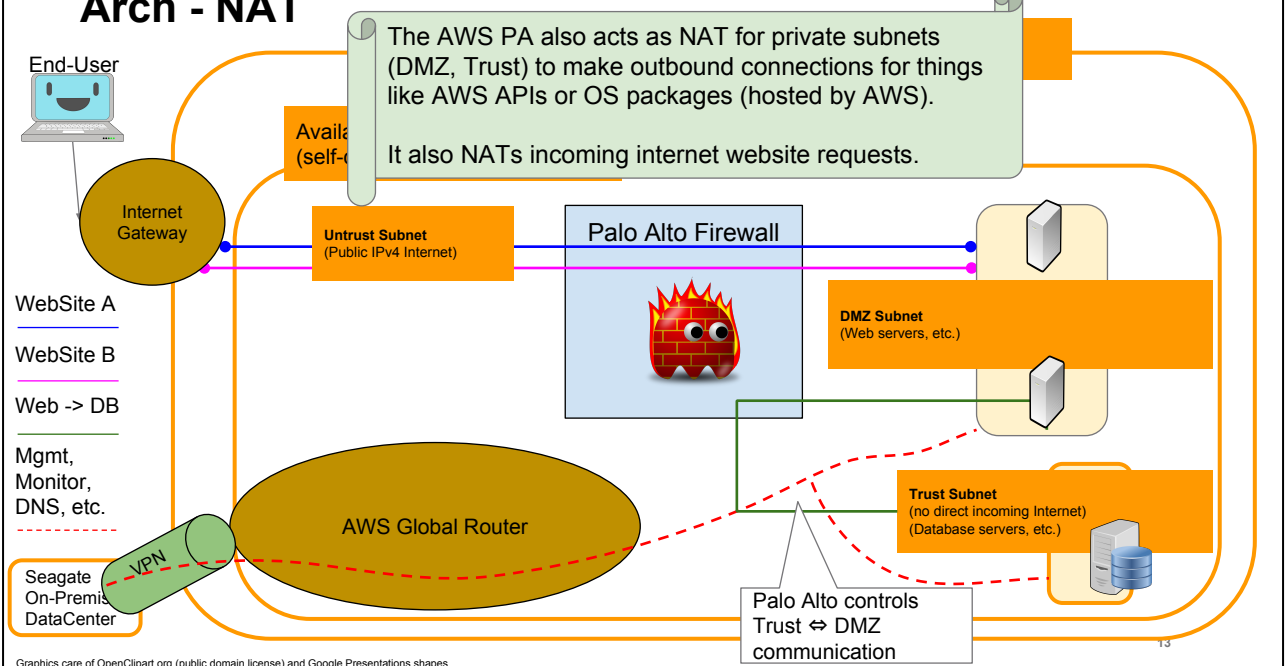 Arch - NAT
The AWS PA also acts as NAT for private subnets
(DMZ, Trust) to make outbound connections for things
like AWS APIs or OS packages (hosted by AWS).
It also NATs incoming internet website requests.
End-User
Availa
(self-
Internet
Gateway
Untrust Subnet
(Public IPv4 Internet)
Palo Alto Firewall
WebSite A
WebSite B
Web -> DB
Mgmt,
Monitor,
DNS, etc.
DMZ Subnet
(Web servers, etc.)
Trust Subnet
(no direct incoming Internet)
(Database servers, etc.)
AWS Global Router
VPN
Seagate
On-Premis
DataCenter
Palo Alto controls
Trust ⇔ DMZ
communication
13
Graphics care of OpenClipart.org (public domain license) and Google Presentations shapes